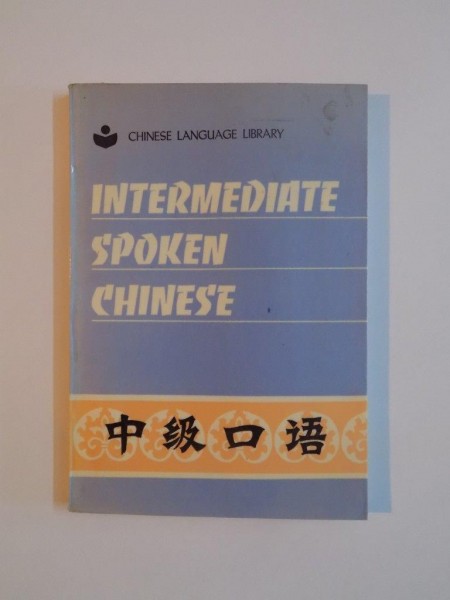 CHINESE LANGUAGE LIBRARY
INTERMEDIATE
SPOKEN
CHINESE
中级口语